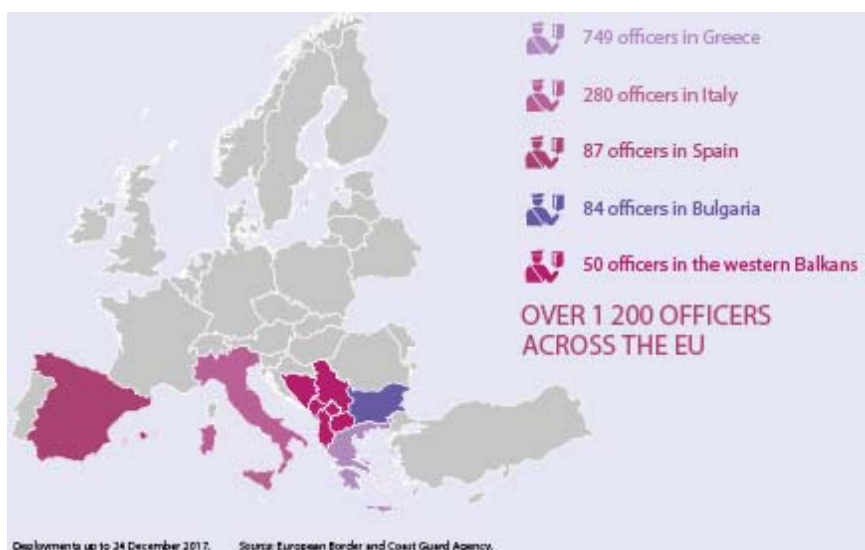 749 officers in Greece
280 officers in Italy
87 officers in Spain
84 officers in Bulgaria
50 officers in the western Balkans
OVER 1 200 OFFICERS
ACROSS THE EU
Deployments up to 24 December 2017. Source: European Border and Coast Guard Agency.